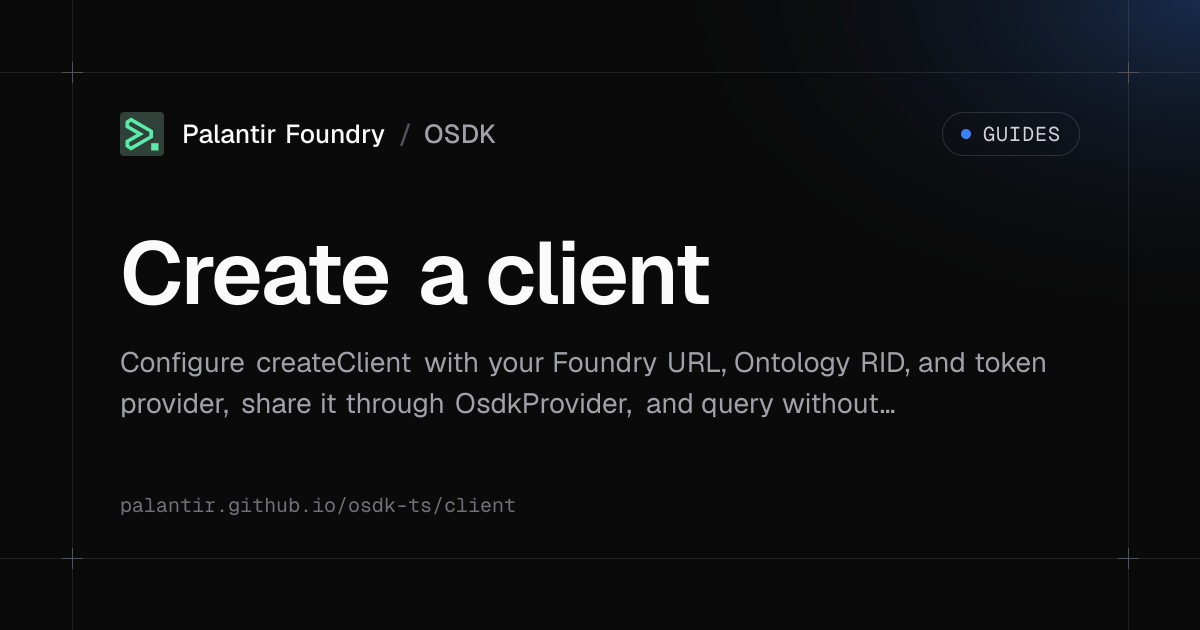 Palantir Foundry / OSDK
GUIDES
Create a client
Configure createClient with your Foundry URL, Ontology RID, and token
provider, share it through OsdkProvider, and query without…
palantir.github.io/osdk-ts/client